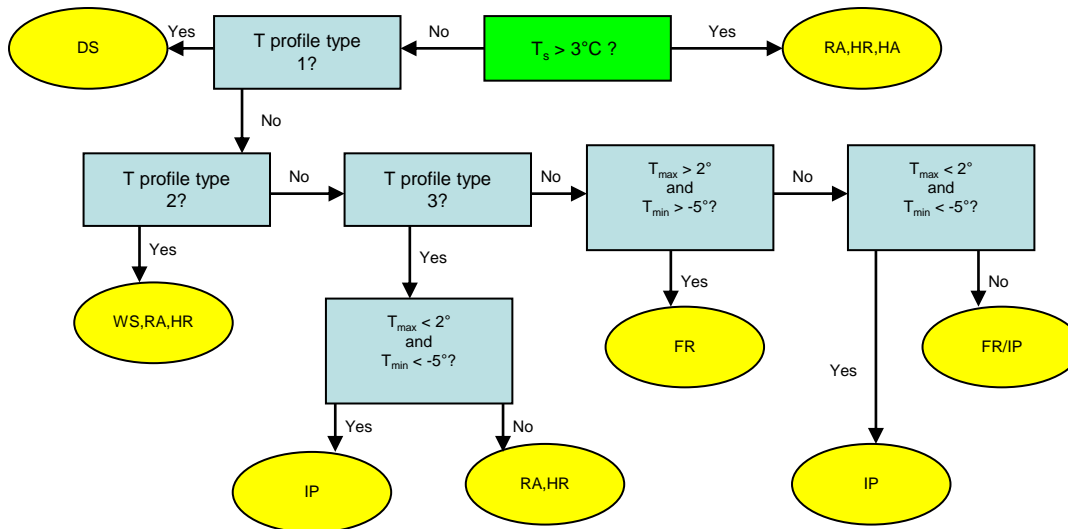 DS
Yes
T profile type
1?
No
Tₛ > 3°C ?
Yes
RA,HR,HA
No
T profile type
2?
No
T profile type
3?
No
Tmax > 2°
and
Tmin > -5°?
No
Tmax < 2°
and
Tmin < -5°?
Yes
Yes
Yes
No
WS,RA,HR
Tmax < 2°
and
Tmin < -5°?
FR
FR/IP
Yes
Yes
No
IP
RA,HR
IP